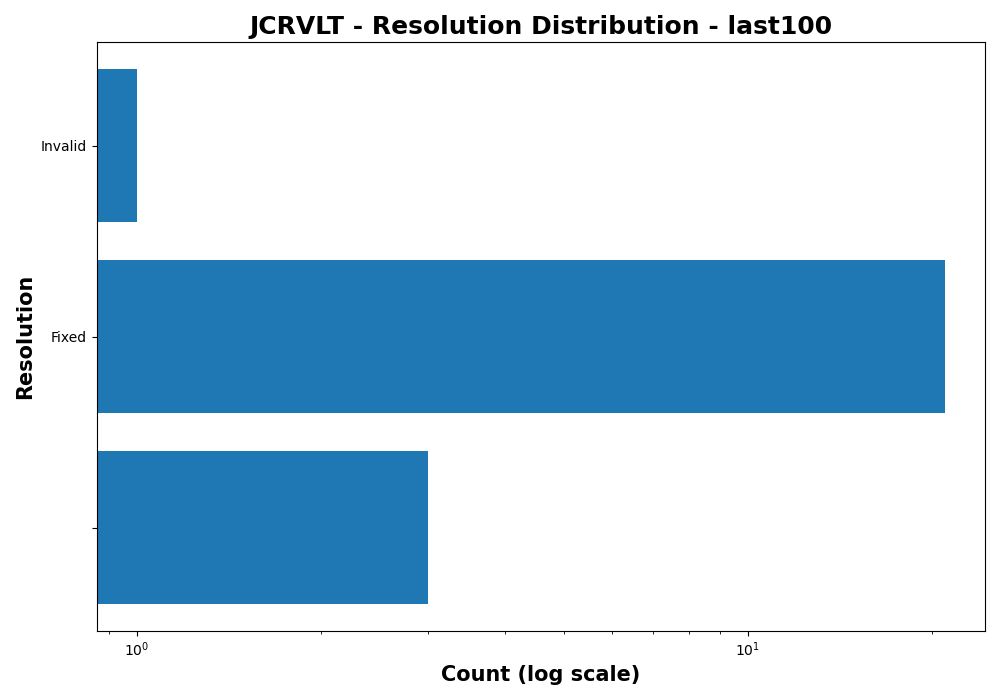 JCRVLT - Resolution Distribution - last100
Invalid
Fixed
Resolution
10⁰
10¹
Count (log scale)